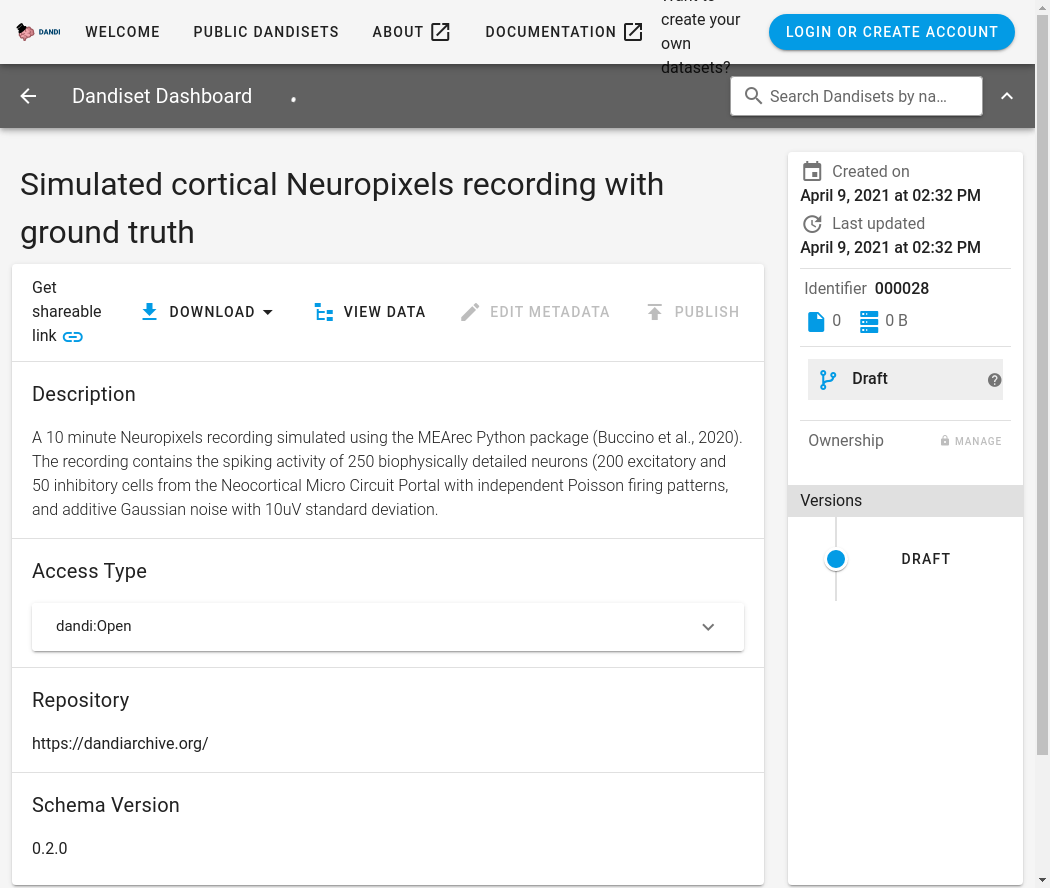 DANDI
WELCOME
PUBLIC DANDISETS
ABOUT
DOCUMENTATION
create your
own
datasets?
LOGIN OR CREATE ACCOUNT
Dandiset Dashboard
Search Dandisets by na…
Simulated cortical Neuropixels recording with
ground truth
Get
shareable
link
DOWNLOAD
VIEW DATA
EDIT METADATA
PUBLISH
Description
A 10 minute Neuropixels recording simulated using the MEArec Python package (Buccino et al., 2020).
The recording contains the spiking activity of 250 biophysically detailed neurons (200 excitatory and
50 inhibitory cells from the Neocortical Micro Circuit Portal with independent Poisson firing patterns,
and additive Gaussian noise with 10uV standard deviation.
Access Type
dandi:Open
Repository
https://dandiarchive.org/
Schema Version
0.2.0
Created on
April 9, 2021 at 02:32 PM
Last updated
April 9, 2021 at 02:32 PM
Identifier 000028
0
0 B
Draft
Ownership
MANAGE
Versions
DRAFT